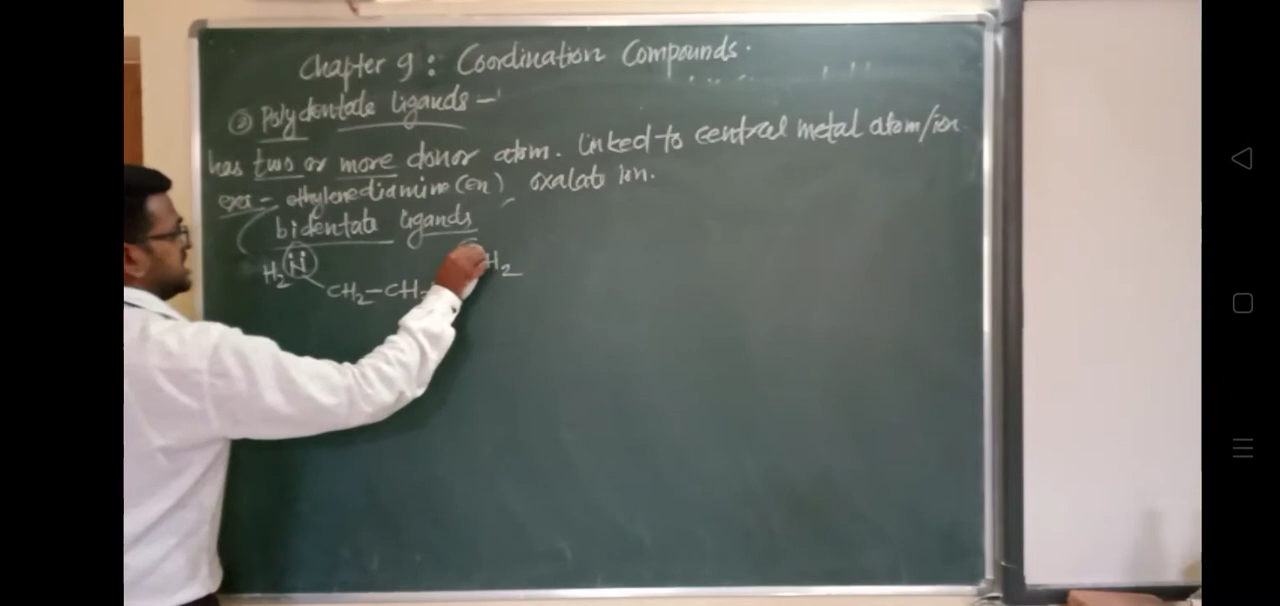 Chapter 9 : Coordination Compounds.
② Polydentate Ligands –
has two or more donor atom. linked to central metal atom/ion
exa - ethylenediamine(en) oxalate ion.
bidentate ligands
H₂N̈ H₂
CH₂–CH₂